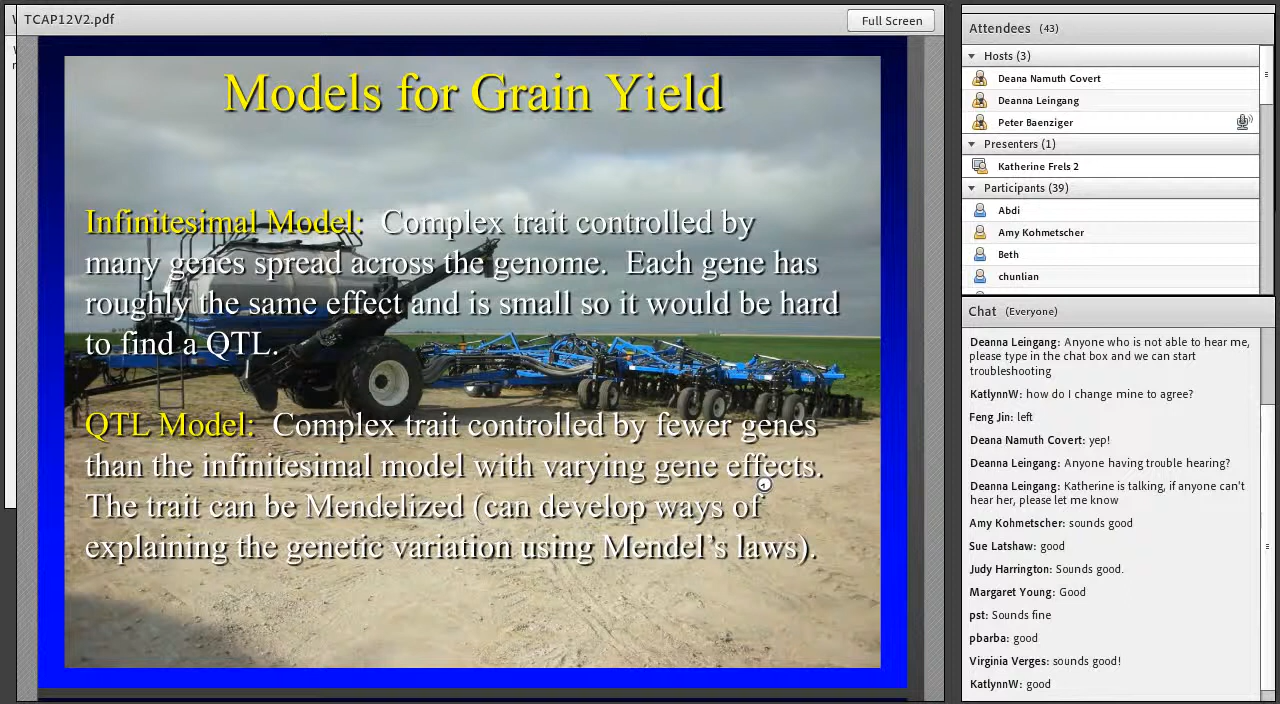 TCAP12V2.pdf
Full Screen
Models for Grain Yield
Infinitesimal Model: Complex trait controlled by
many genes spread across the genome. Each gene has
roughly the same effect and is small so it would be hard
to find a QTL.
QTL Model: Complex trait controlled by fewer genes
than the infinitesimal model with varying gene effects.
The trait can be Mendelized (can develop ways of
explaining the genetic variation using Mendel's laws).
Attendees (43)
Hosts (3)
Deana Namuth Covert
Deanna Leingang
Peter Baenziger
Presenters (1)
Katherine Frels 2
Participants (39)
Abdi
Amy Kohmetscher
Beth
chunlian
Chat (Everyone)
Deanna Leingang: Anyone who is not able to hear me,
please type in the chat box and we can start
troubleshooting
KatlynnW: how do I change mine to agree?
Feng Jin: left
Deana Namuth Covert: yep!
Deanna Leingang: Anyone having trouble hearing?
Deanna Leingang: Katherine is talking, if anyone can't
hear her, please let me know
Amy Kohmetscher: sounds good
Sue Latshaw: good
Judy Harrington: Sounds good.
Margaret Young: Good
pst: Sounds fine
pbarba: good
Virginia Verges: sounds good!
KatlynnW: good